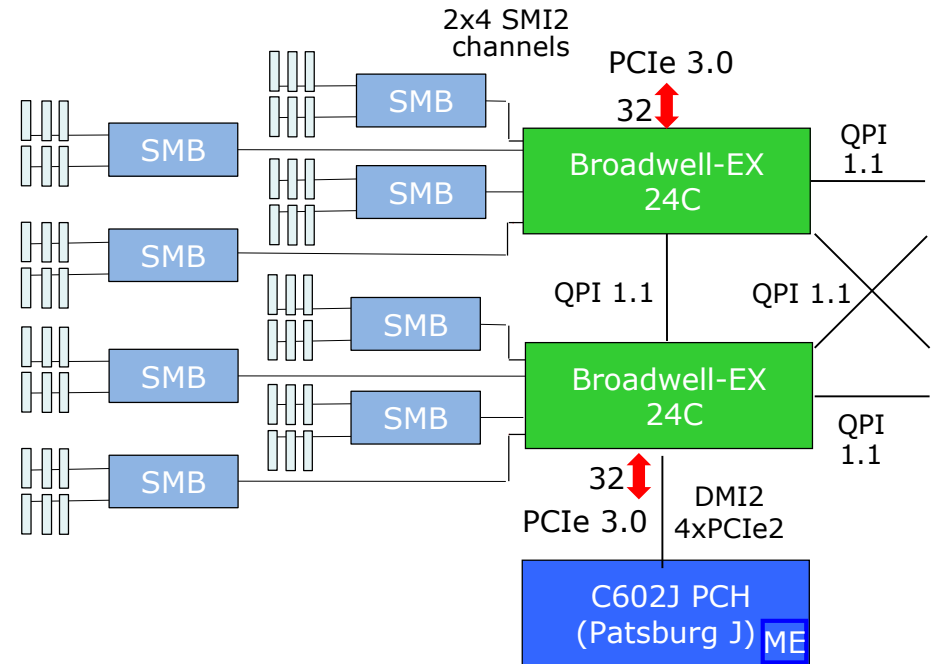 2x4 SMI2
channels
PCIe 3.0
32
SMB
SMB
Broadwell-EX
24C
QPI
1.1
SMB
SMB
QPI 1.1
QPI 1.1
SMB
SMB
Broadwell-EX
24C
SMB
QPI
1.1
SMB
32
PCIe 3.0
DMI2
4xPCIe2
C602J PCH
(Patsburg J)
ME